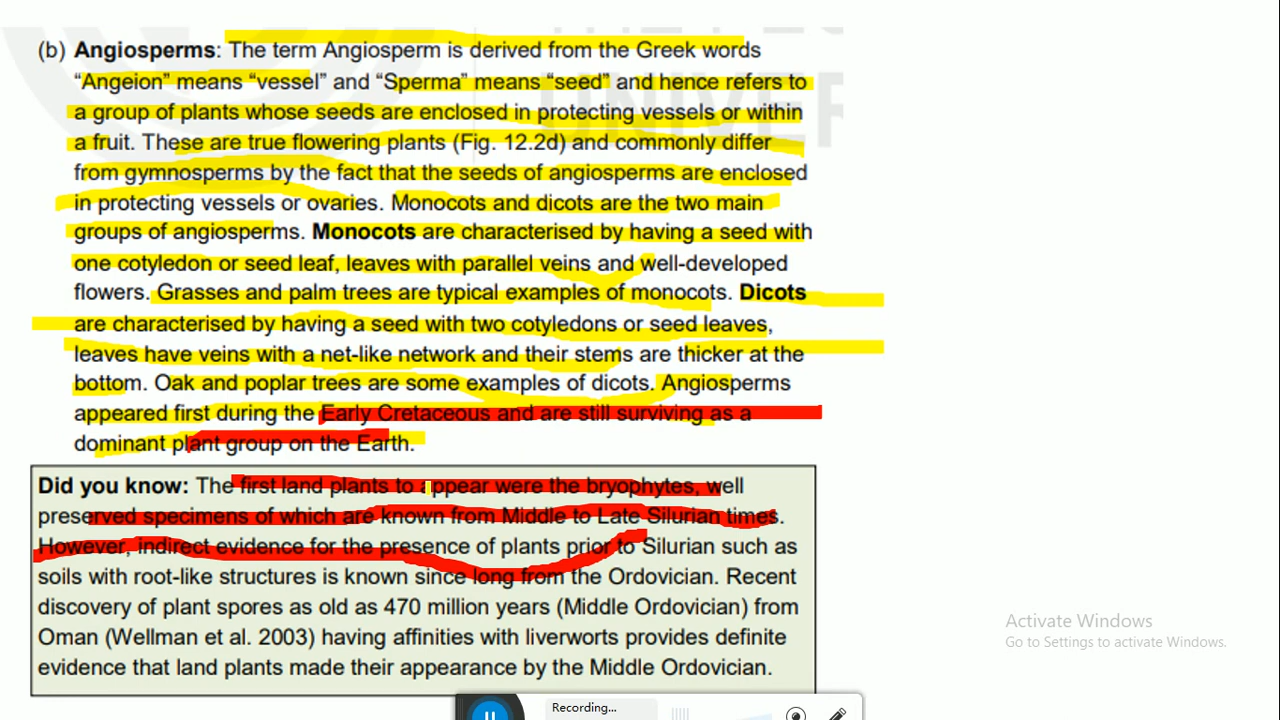 (b) Angiosperms: The term Angiosperm is derived from the Greek words
“Angeion” means “vessel” and “Sperma” means “seed” and hence refers to
a group of plants whose seeds are enclosed in protecting vessels or within
a fruit. These are true flowering plants (Fig. 12.2d) and commonly differ
from gymnosperms by the fact that the seeds of angiosperms are enclosed
in protecting vessels or ovaries. Monocots and dicots are the two main
groups of angiosperms. Monocots are characterised by having a seed with
one cotyledon or seed leaf, leaves with parallel veins and well-developed
flowers. Grasses and palm trees are typical examples of monocots. Dicots
are characterised by having a seed with two cotyledons or seed leaves,
leaves have veins with a net-like network and their stems are thicker at the
bottom. Oak and poplar trees are some examples of dicots. Angiosperms
appeared first during the Early Cretaceous and are still surviving as a
dominant plant group on the Earth.
Did you know: The first land plants to appear were the bryophytes, well
preserved specimens of which are known from Middle to Late Silurian times.
However, indirect evidence for the presence of plants prior to Silurian such as
soils with root-like structures is known since long from the Ordovician. Recent
discovery of plant spores as old as 470 million years (Middle Ordovician) from
Oman (Wellman et al. 2003) having affinities with liverworts provides definite
evidence that land plants made their appearance by the Middle Ordovician.
Activate Windows
Go to Settings to activate Windows.
Recording...